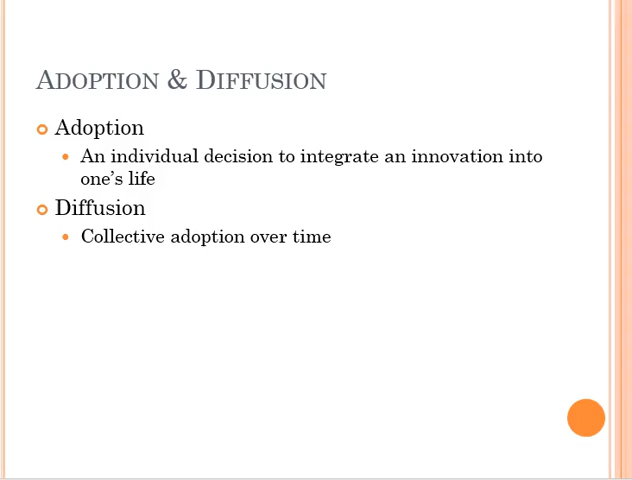 ADOPTION & DIFFUSION
Adoption
An individual decision to integrate an innovation into
one's life
Diffusion
Collective adoption over time